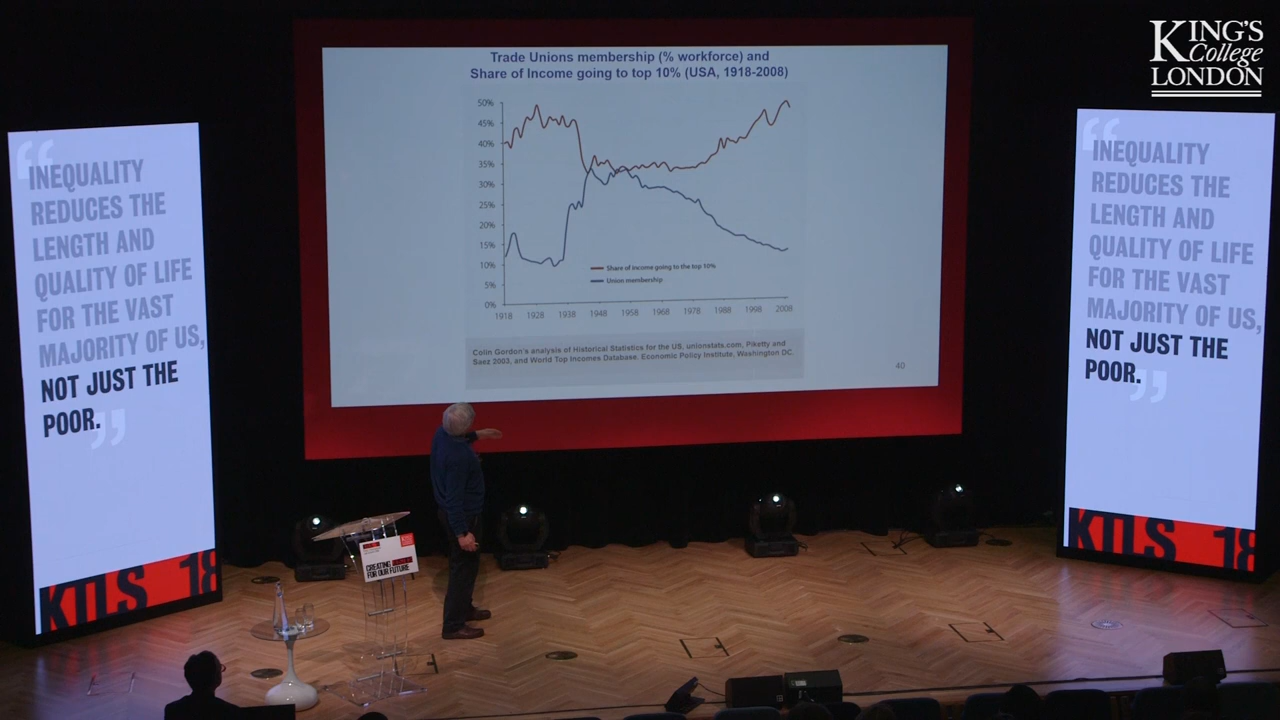 KING'S
College
LONDON
Trade Unions membership (% workforce) and
Share of Income going to top 10% (USA, 1918-2008)
50%
45%
40%
35%
30%
25%
20%
15%
10%
5%
0%
1918 1928 1938 1948 1958 1968 1978 1988 1998 2008
Share of income going to the top 10%
Union membership
Colin Gordon's analysis of Historical Statistics for the US, unionstats.com, Piketty and
Saez 2003, and World Top Incomes Database. Economic Policy Institute, Washington DC.
40
“INEQUALITY
REDUCES THE
LENGTH AND
QUALITY OF LIFE
FOR THE VAST
MAJORITY OF US,
NOT JUST THE
POOR.”
KTLS_18
“INEQUALITY
REDUCES THE
LENGTH AND
QUALITY OF LIFE
FOR THE VAST
MAJORITY OF US,
NOT JUST THE
POOR.”
KTLS_18
CREATING
FOR OUR FUTURE